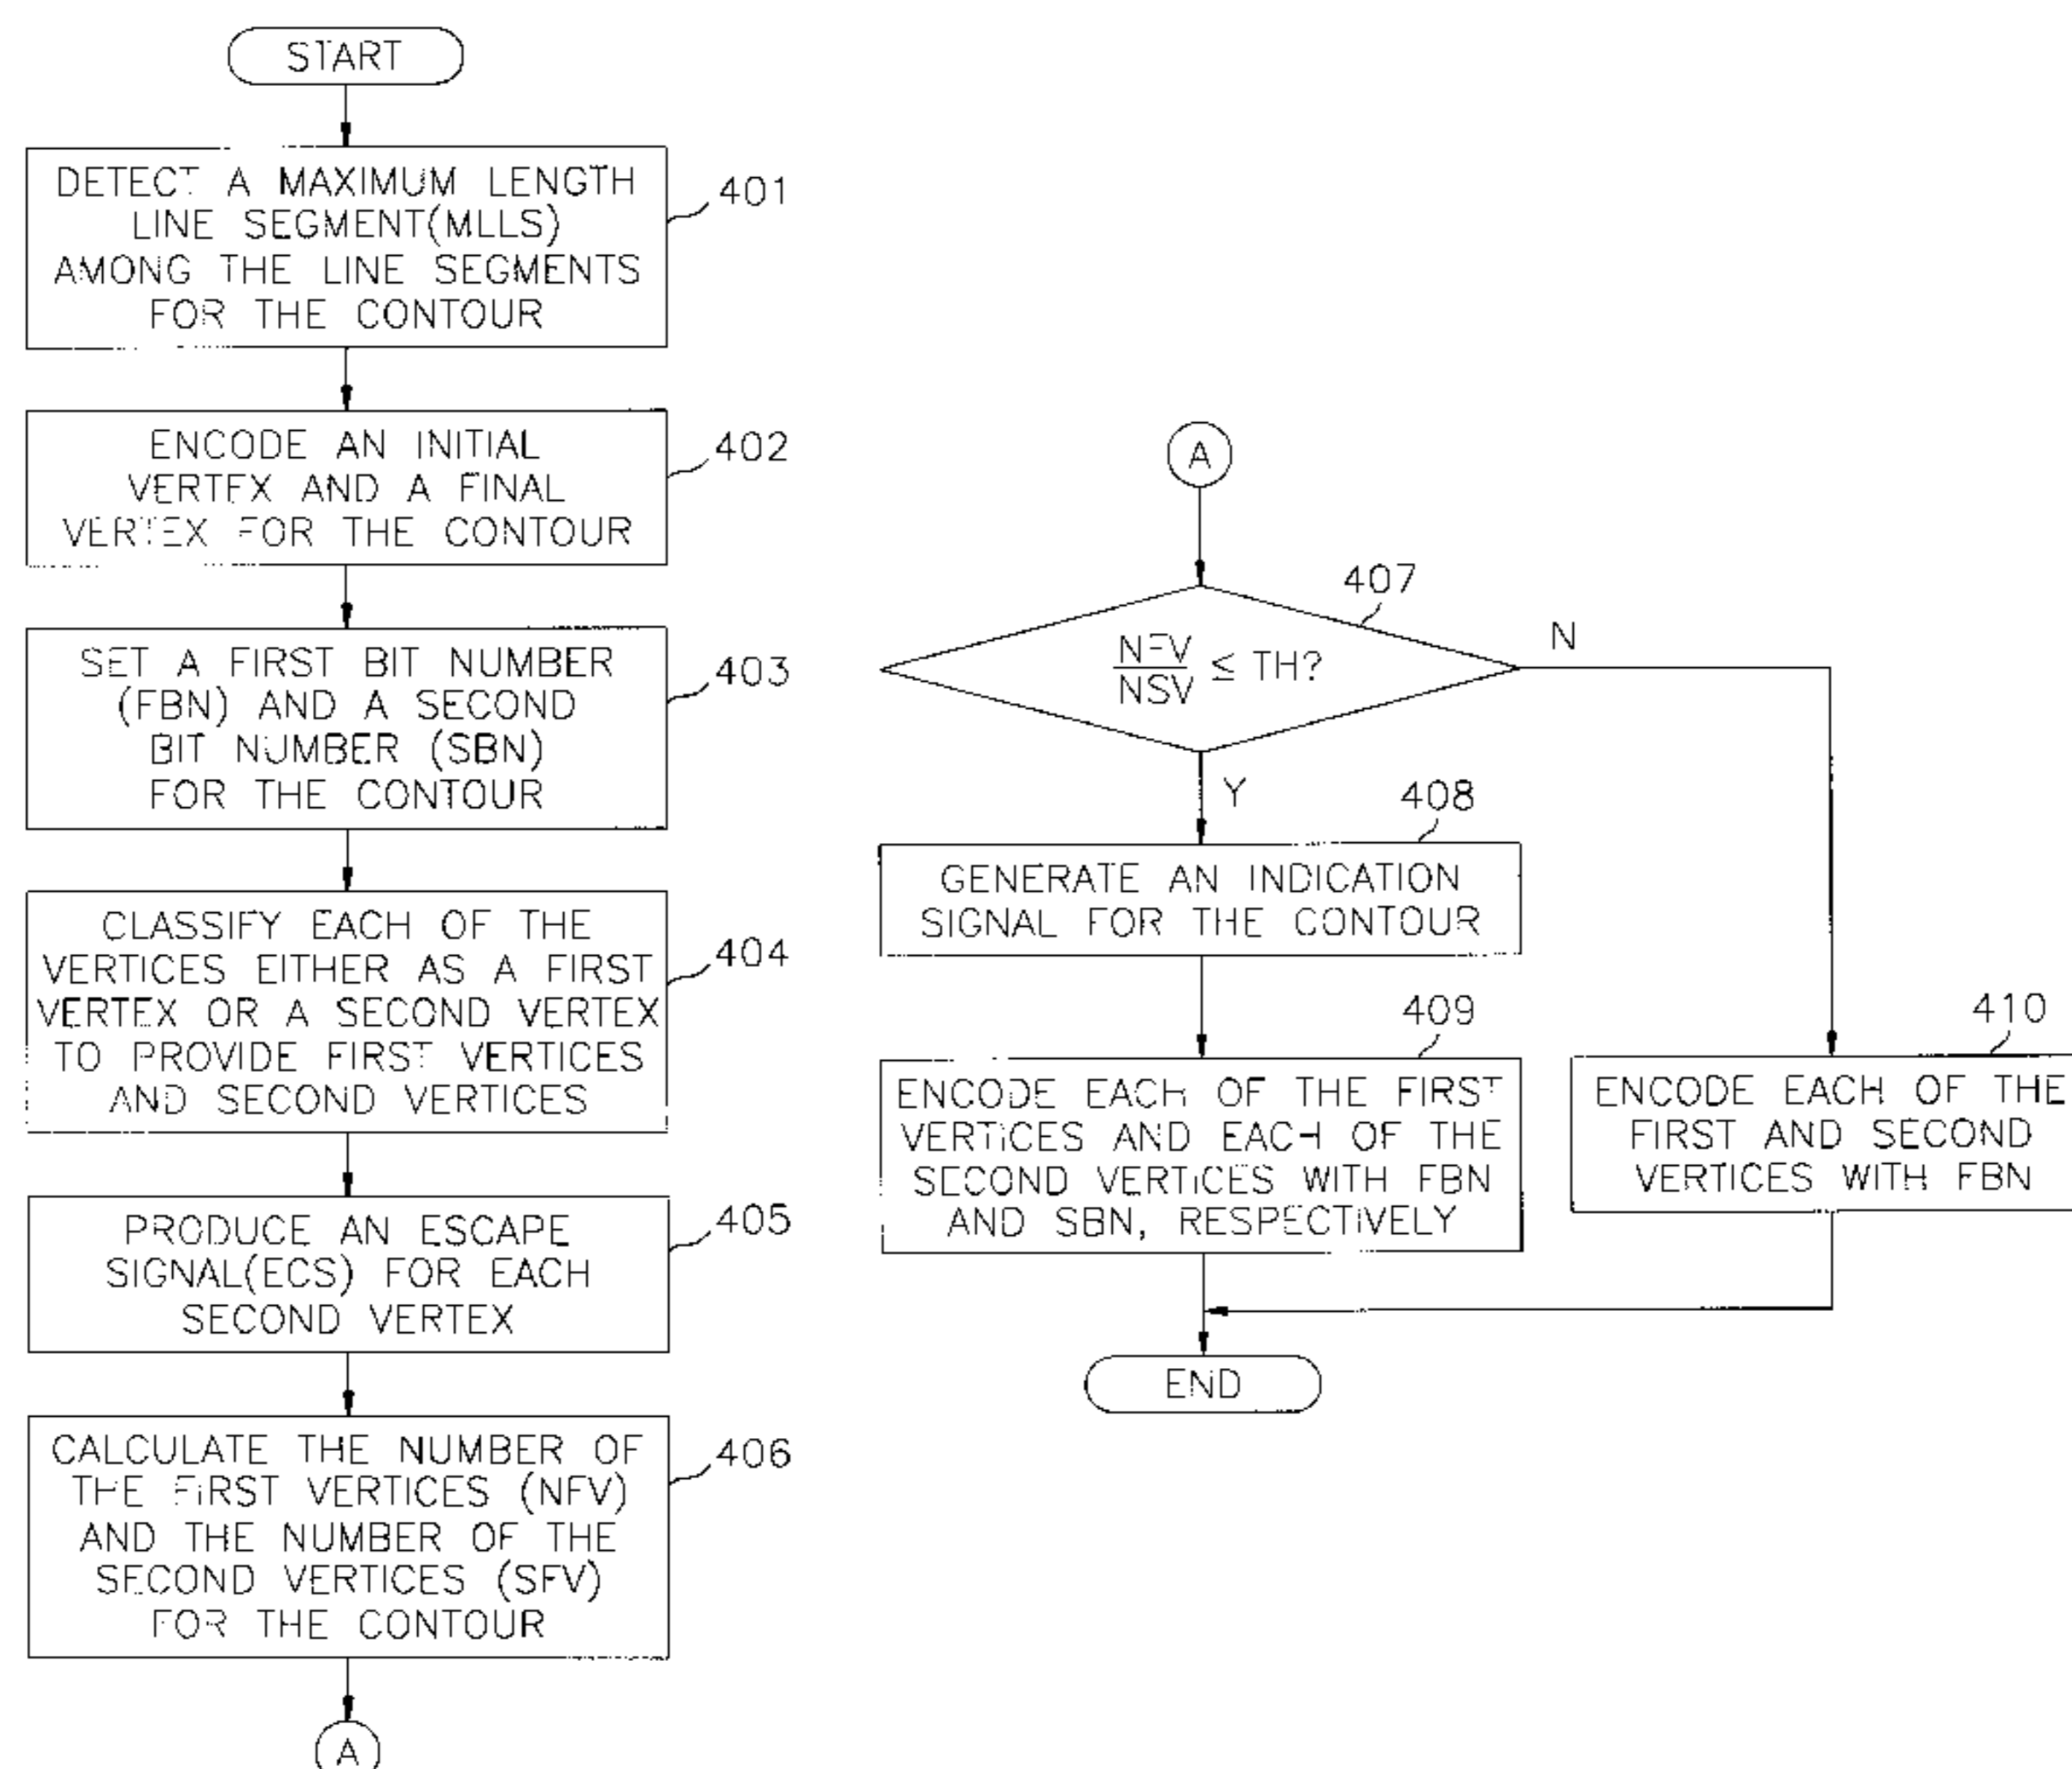 START
DETECT A MAXIMUM LENGTH
LINE SEGMENT(MLLS)
AMONG THE LINE SEGMENTS
FOR THE CONTOUR
401
ENCODE AN INITIAL
VERTEX AND A FINAL
VERTEX FOR THE CONTOUR
402
SET A FIRST BIT NUMBER
(FBN) AND A SECOND
BIT NUMBER (SBN)
FOR THE CONTOUR
403
CLASSIFY EACH OF THE
VERTICES EITHER AS A FIRST
VERTEX OR A SECOND VERTEX
TO PROVIDE FIRST VERTICES
AND SECOND VERTICES
404
PRODUCE AN ESCAPE
SIGNAL(ECS) FOR EACH
SECOND VERTEX
405
CALCULATE THE NUMBER OF
THE FIRST VERTICES (NFV)
AND THE NUMBER OF THE
SECOND VERTICES (SFV)
FOR THE CONTOUR
406
A
A
407
NFV
NSV
≤ TH?
N
Y
408
GENERATE AN INDICATION
SIGNAL FOR THE CONTOUR
409
ENCODE EACH OF THE FIRST
VERTICES AND EACH OF THE
SECOND VERTICES WITH FBN
AND SBN, RESPECTIVELY
410
ENCODE EACH OF THE
FIRST AND SECOND
VERTICES WITH FBN
END